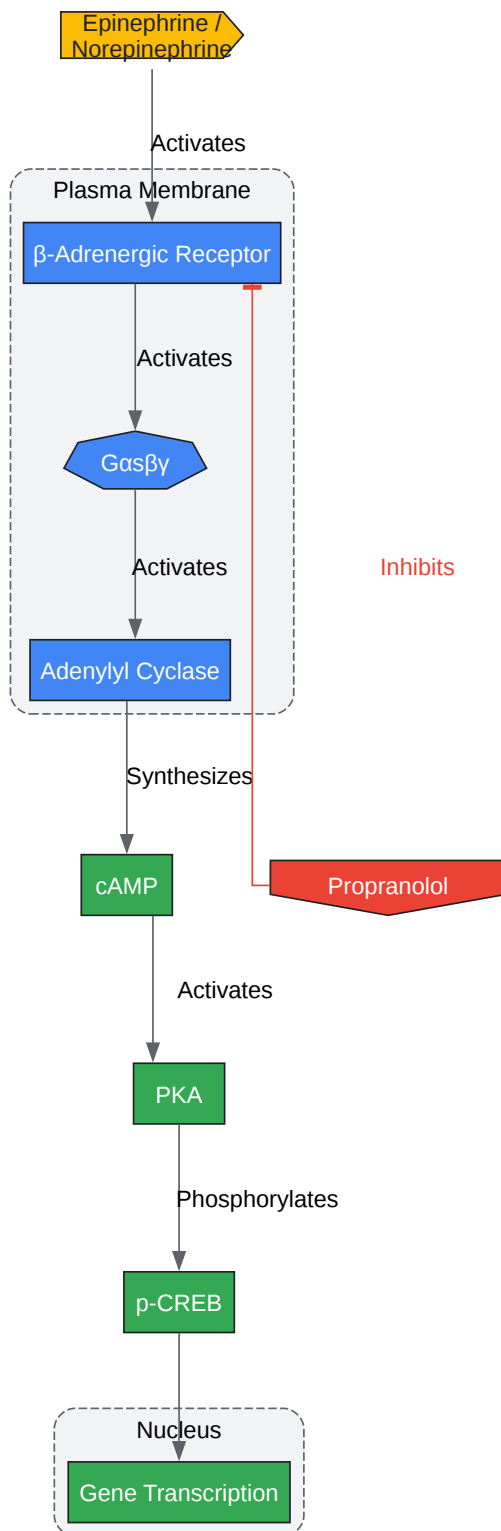 Epinephrine /
Norepinephrine
Activates
Plasma Membrane
β-Adrenergic Receptor
Activates
Gαsβγ
Activates
Inhibits
Adenylyl Cyclase
Synthesizes
cAMP
Propranolol
Activates
PKA
Phosphorylates
p-CREB
Nucleus
Gene Transcription